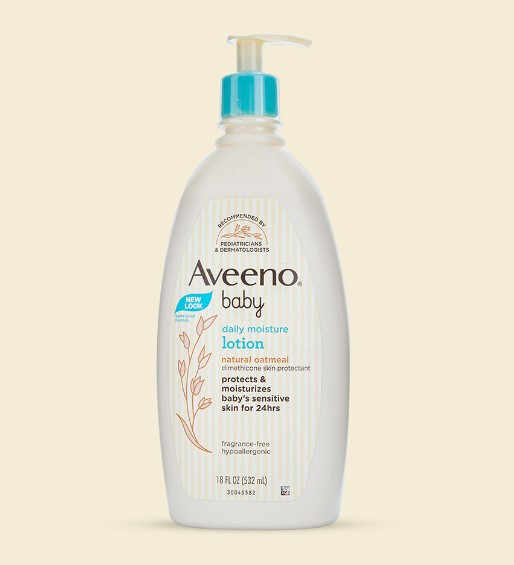 RECOMMENDED BY
PEDIATRICIANS
& DERMATOLOGISTS
Aveeno®
baby
NEW
LOOK
daily moisture
lotion
natural oatmeal
dimethicone skin protectant
protects &
moisturizes
baby's sensitive
skin for 24hrs
fragrance-free
hypoallergenic
18 FL OZ (532 mL)
30045582